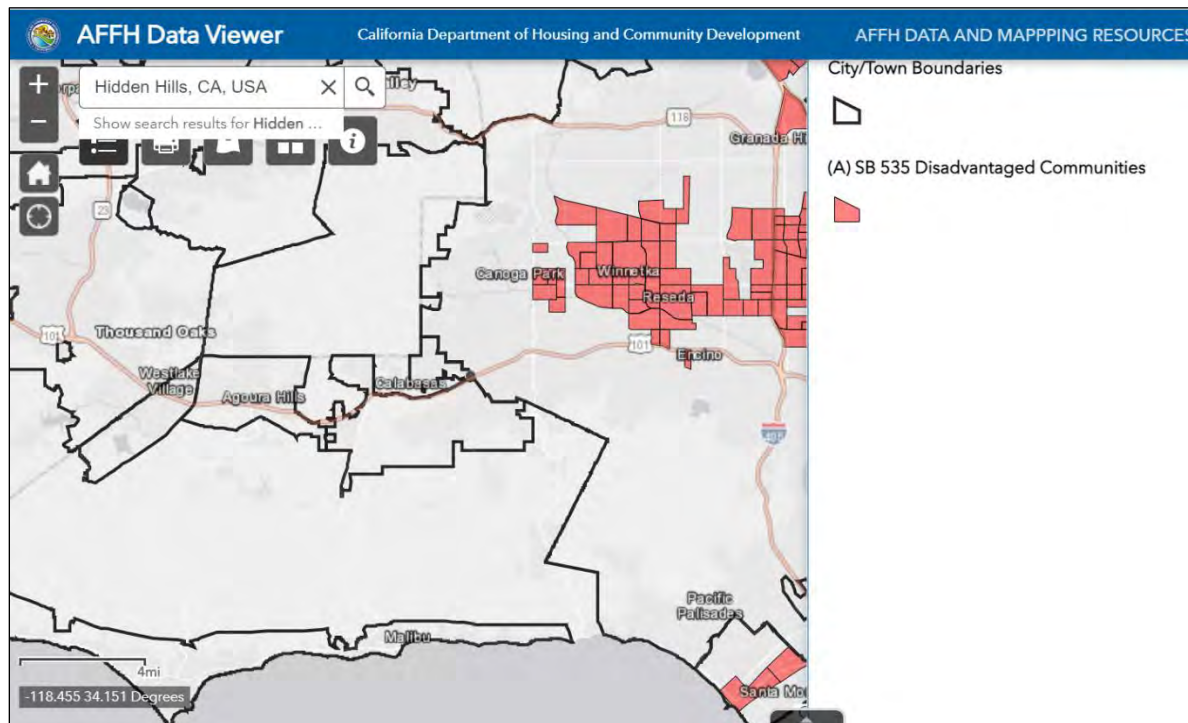 AFFH Data Viewer
California Department of Housing and Community Development
AFFH DATA AND MAPPPING RESOURCES
+
Hidden Hills, CA, USA
Show search results for Hidden ...
−
23
118
Granada Hi
Canoga Park
Winnetka
Reseda
101
Thousand Oaks
101
Encino
Westlake
Village
Calabasas
Agoura Hills
405
Pacific
Palisades
Malibu
Santa Mo
4mi
-118.455 34.151 Degrees
City/Town Boundaries
(A) SB 535 Disadvantaged Communities